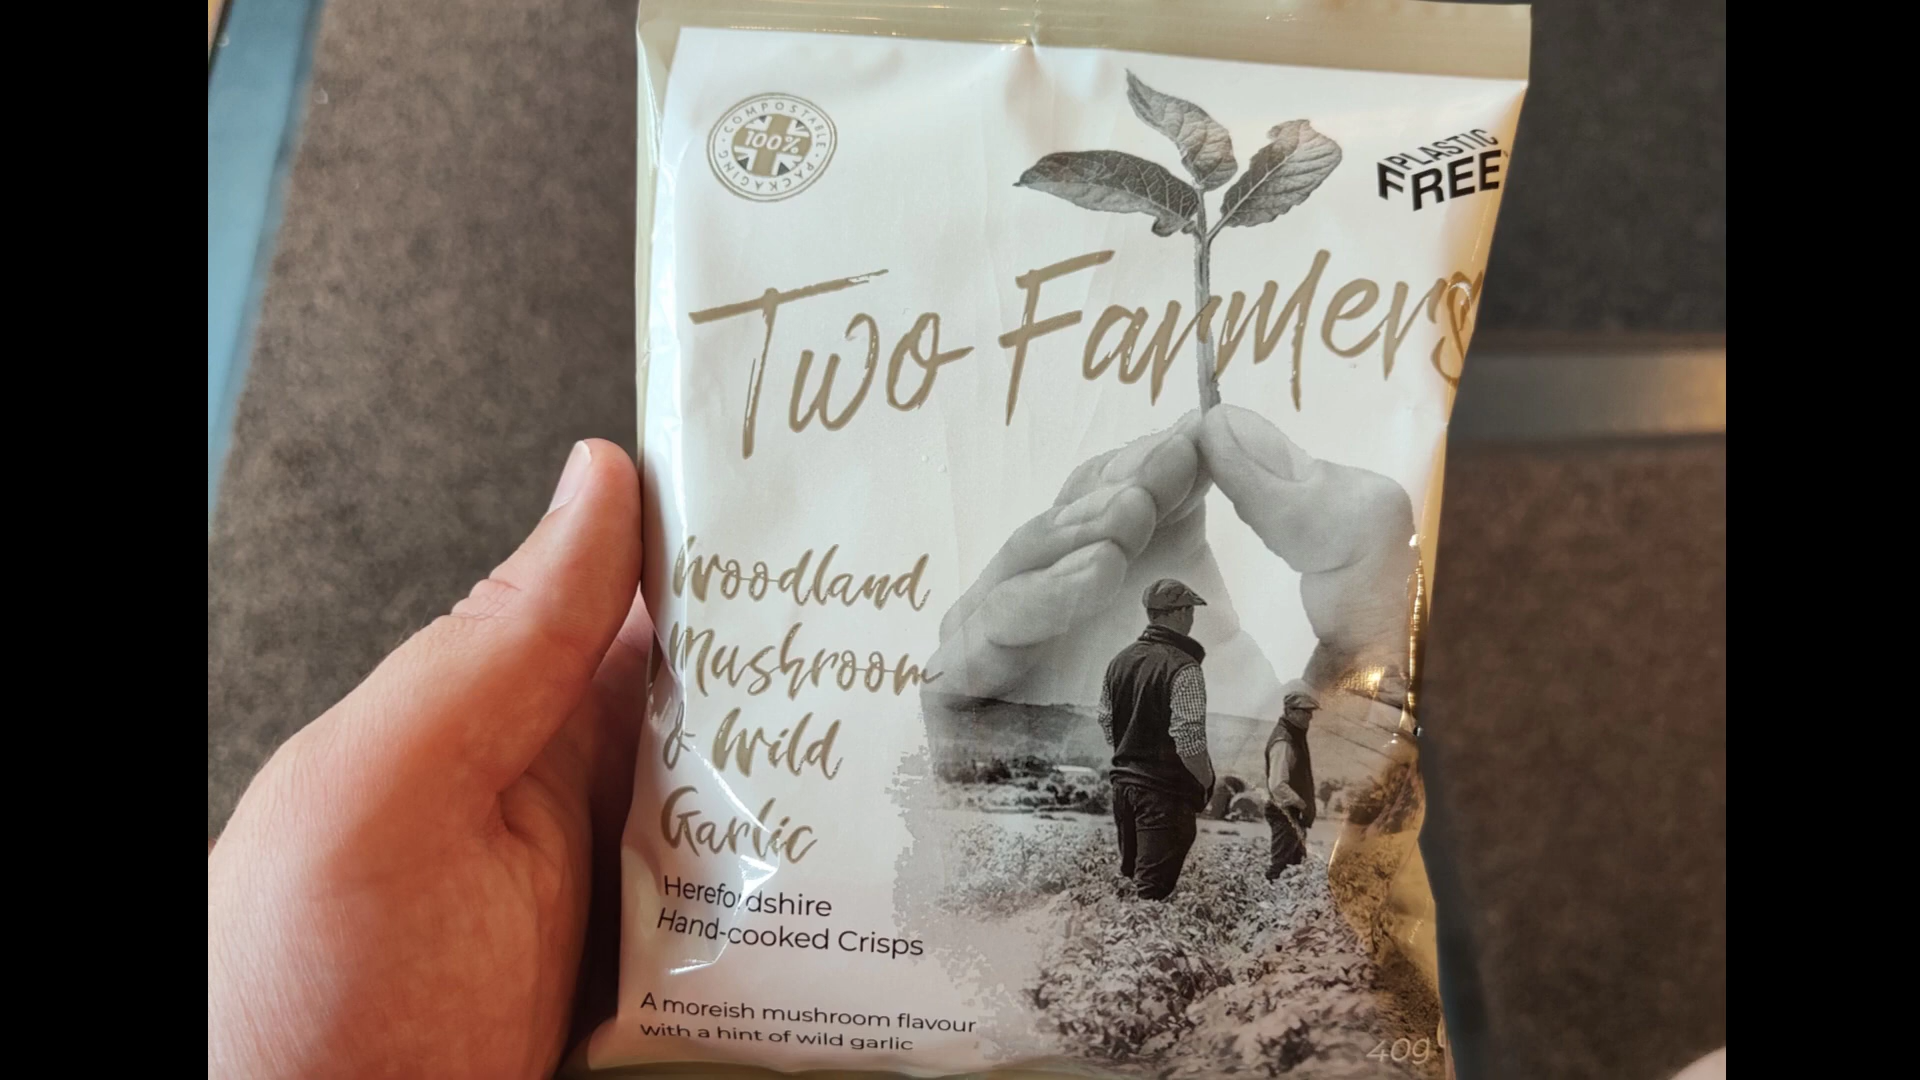 COMPOSTABLE
100%
PACKAGING
PLASTIC
FREE
Two Farmers
Woodland
Mushroom
& Wild
Garlic
Herefordshire
Hand-cooked Crisps
A moreish mushroom flavour
with a hint of wild garlic
40g